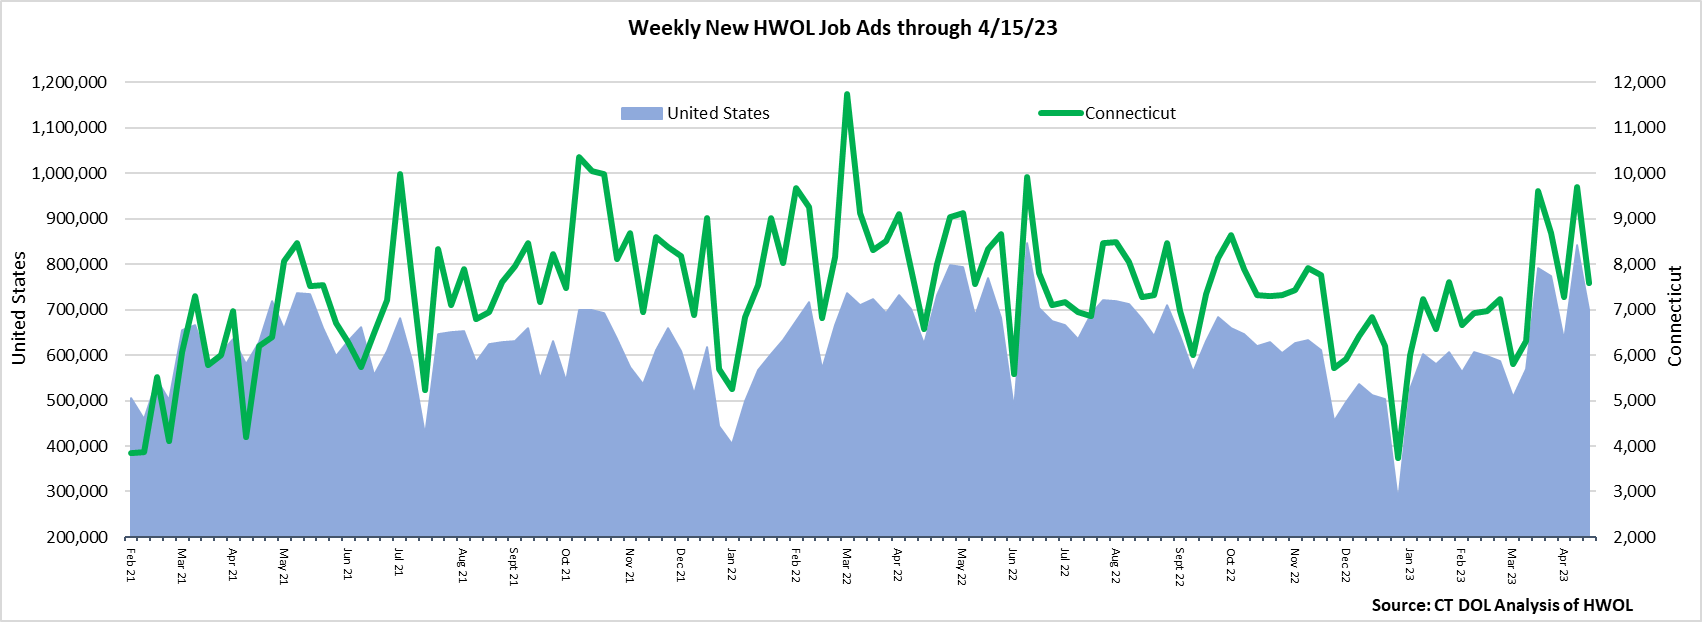 Weekly New HWOL Job Ads through 4/15/23
1,200,000
1,100,000
1,000,000
900,000
800,000
700,000
600,000
500,000
400,000
300,000
200,000
United States
United States
Connecticut
12,000
11,000
10,000
9,000
8,000
7,000
6,000
5,000
4,000
3,000
2,000
Connecticut
Feb 21
Mar 21
Apr 21
May 21
Jun 21
Jul 21
Aug 21
Sept 21
Oct 21
Nov 21
Dec 21
Jan 22
Feb 22
Mar 22
Apr 22
May 22
Jun 22
Jul 22
Aug 22
Sept 22
Oct 22
Nov 22
Dec 22
Jan 23
Feb 23
Mar 23
Apr 23
Source: CT DOL Analysis of HWOL